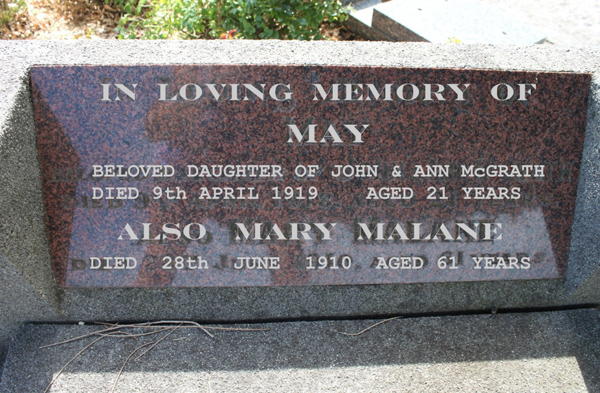 IN LOVING MEMORY OF
MAY
BELOVED DAUGHTER OF JOHN & ANN McGRATH
DIED 9th APRIL 1919 AGED 21 YEARS
ALSO MARY MALANE
DIED 28th JUNE 1910. AGED 61 YEARS